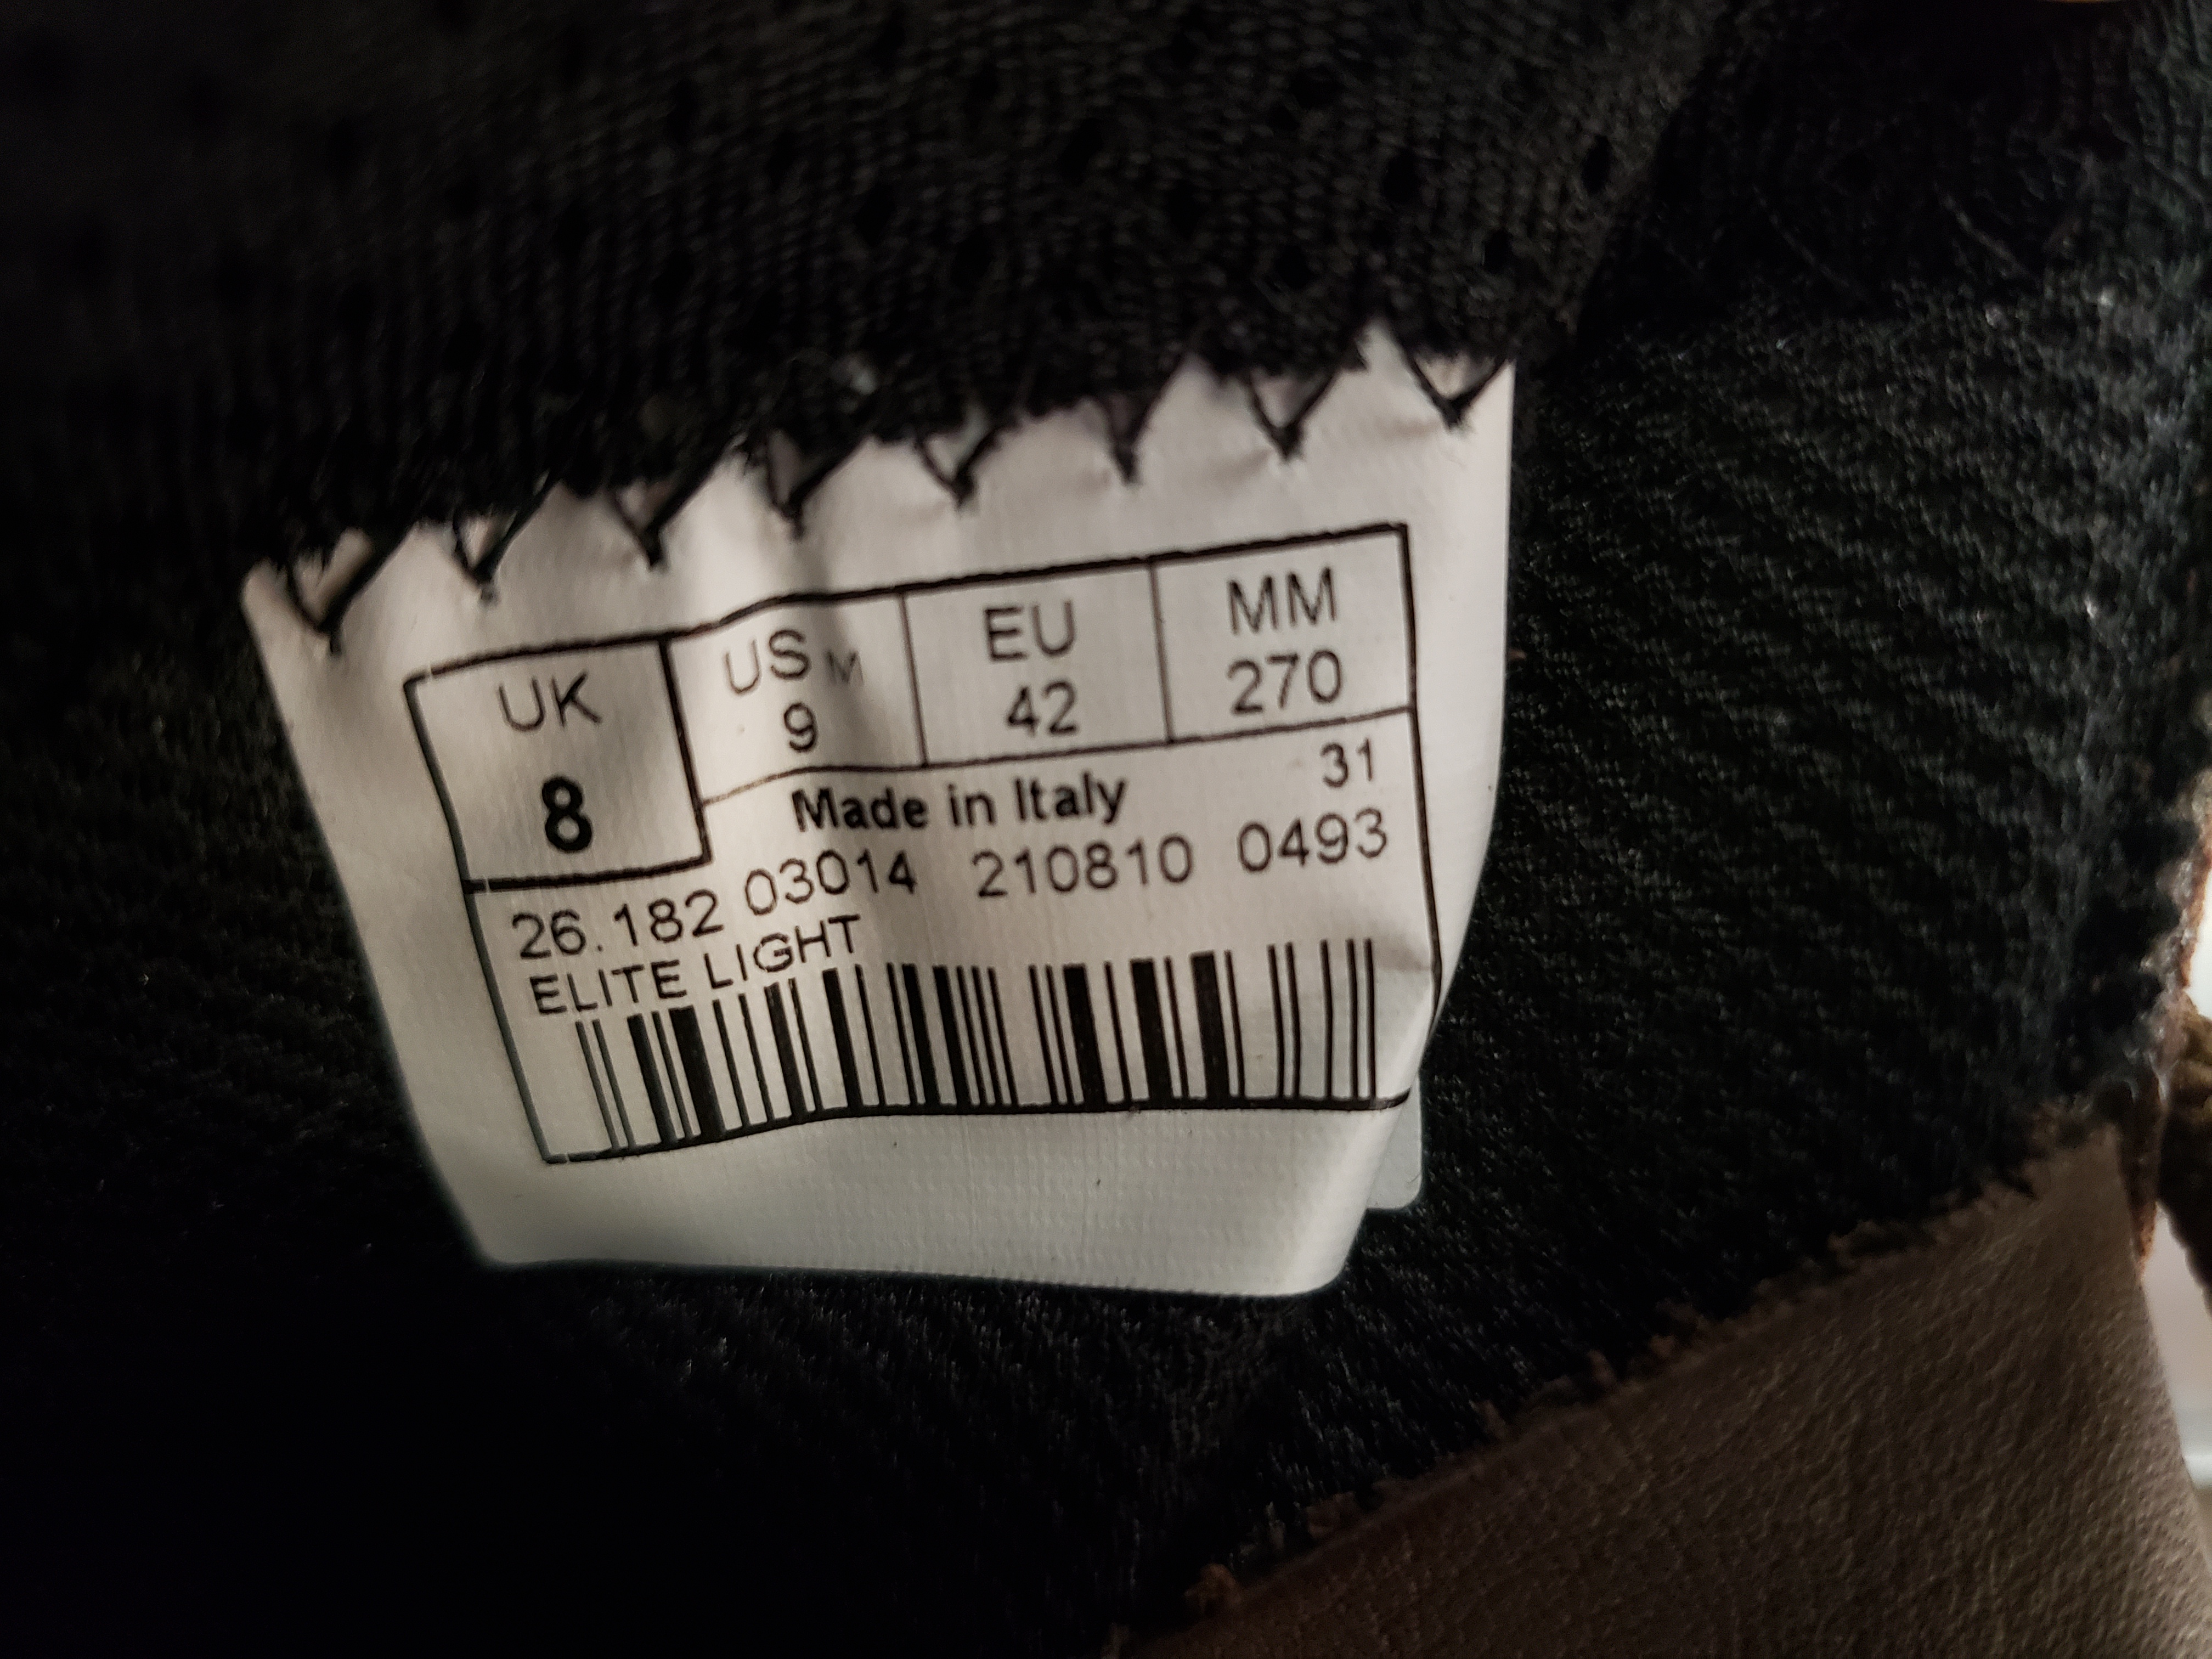 UK US M EU MM
8 9 42 270
Made in Italy 31
26.182 03014 210810 0493
ELITE LIGHT